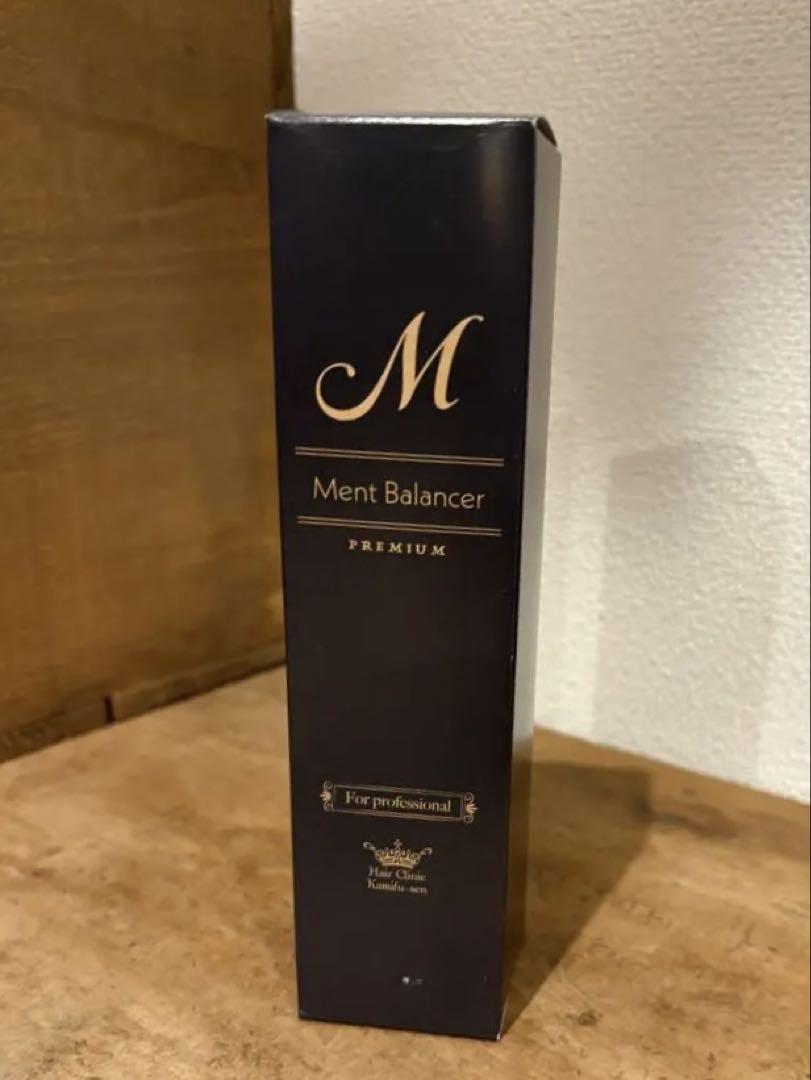 M
Ment Balancer
PREMIUM
For professional
Hair Clinic
Kamifu-sen